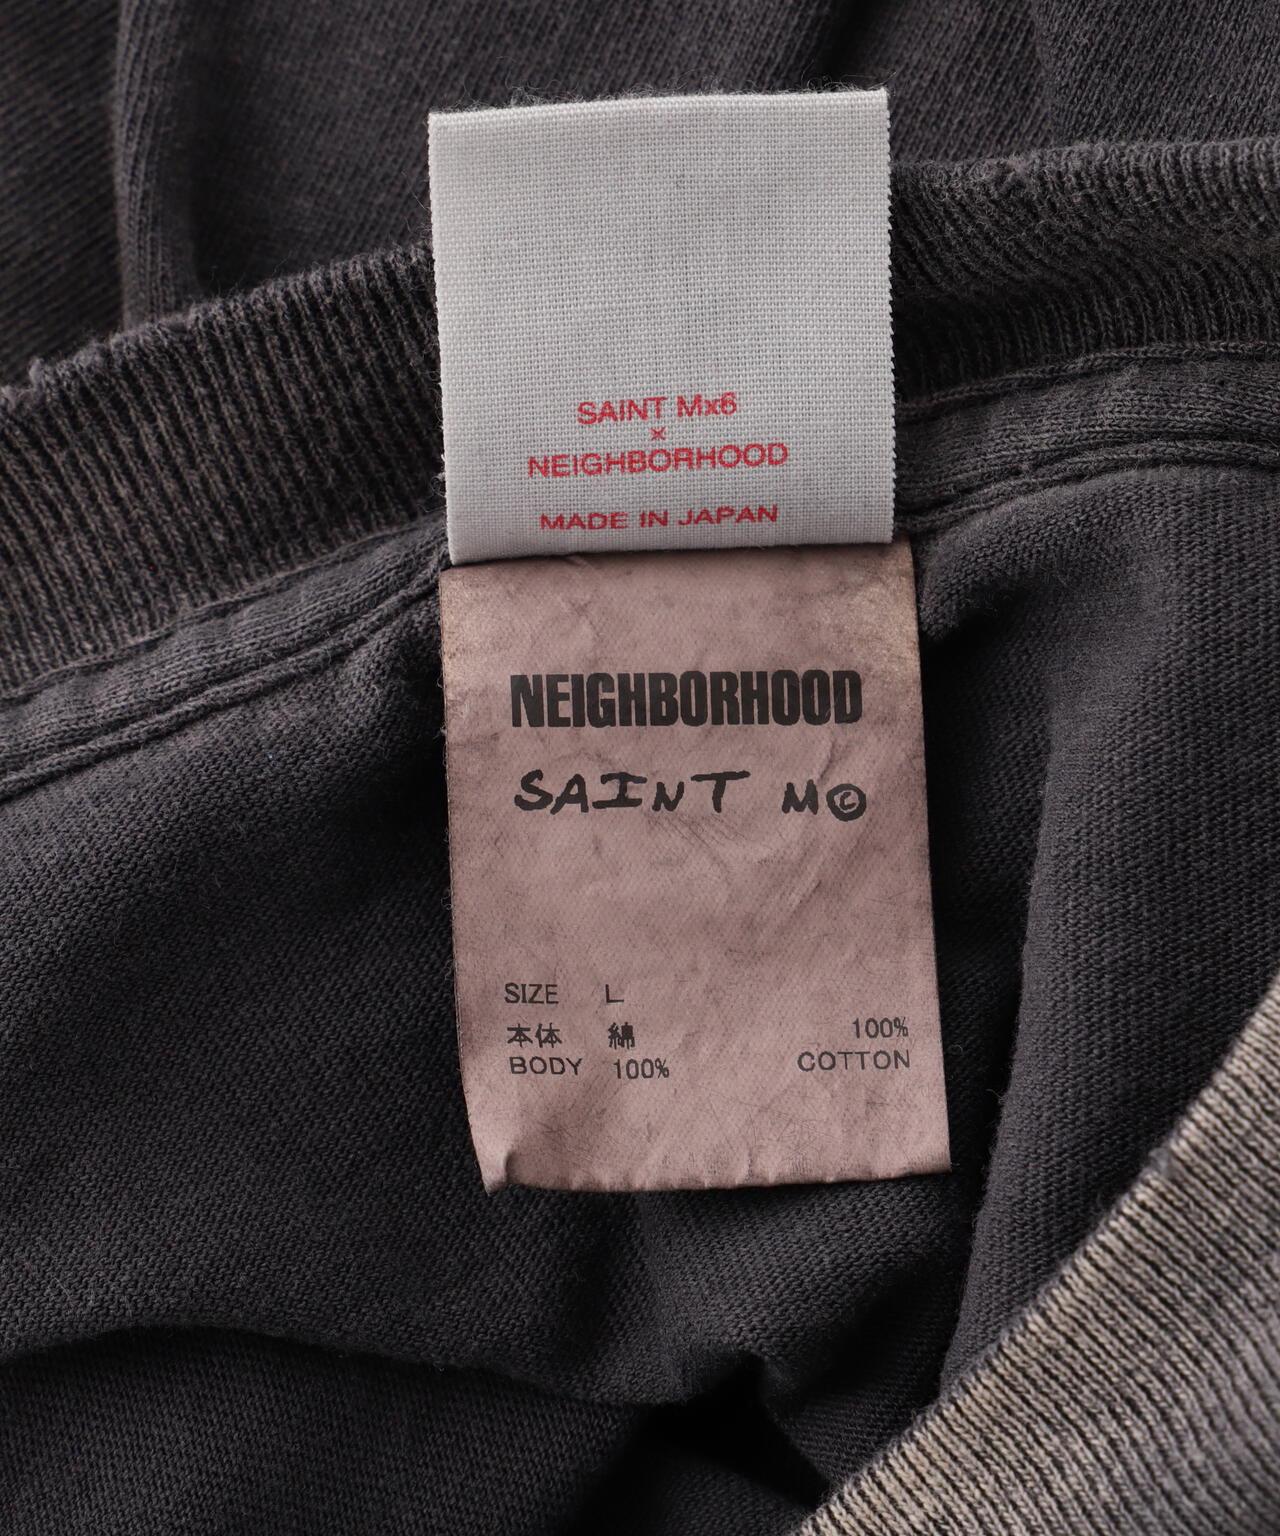 SAINT Mx6
×
NEIGHBORHOOD
MADE IN JAPAN
NEIGHBORHOOD
SAINT M©
SIZE L
本体 綿 100%
BODY 100% COTTON